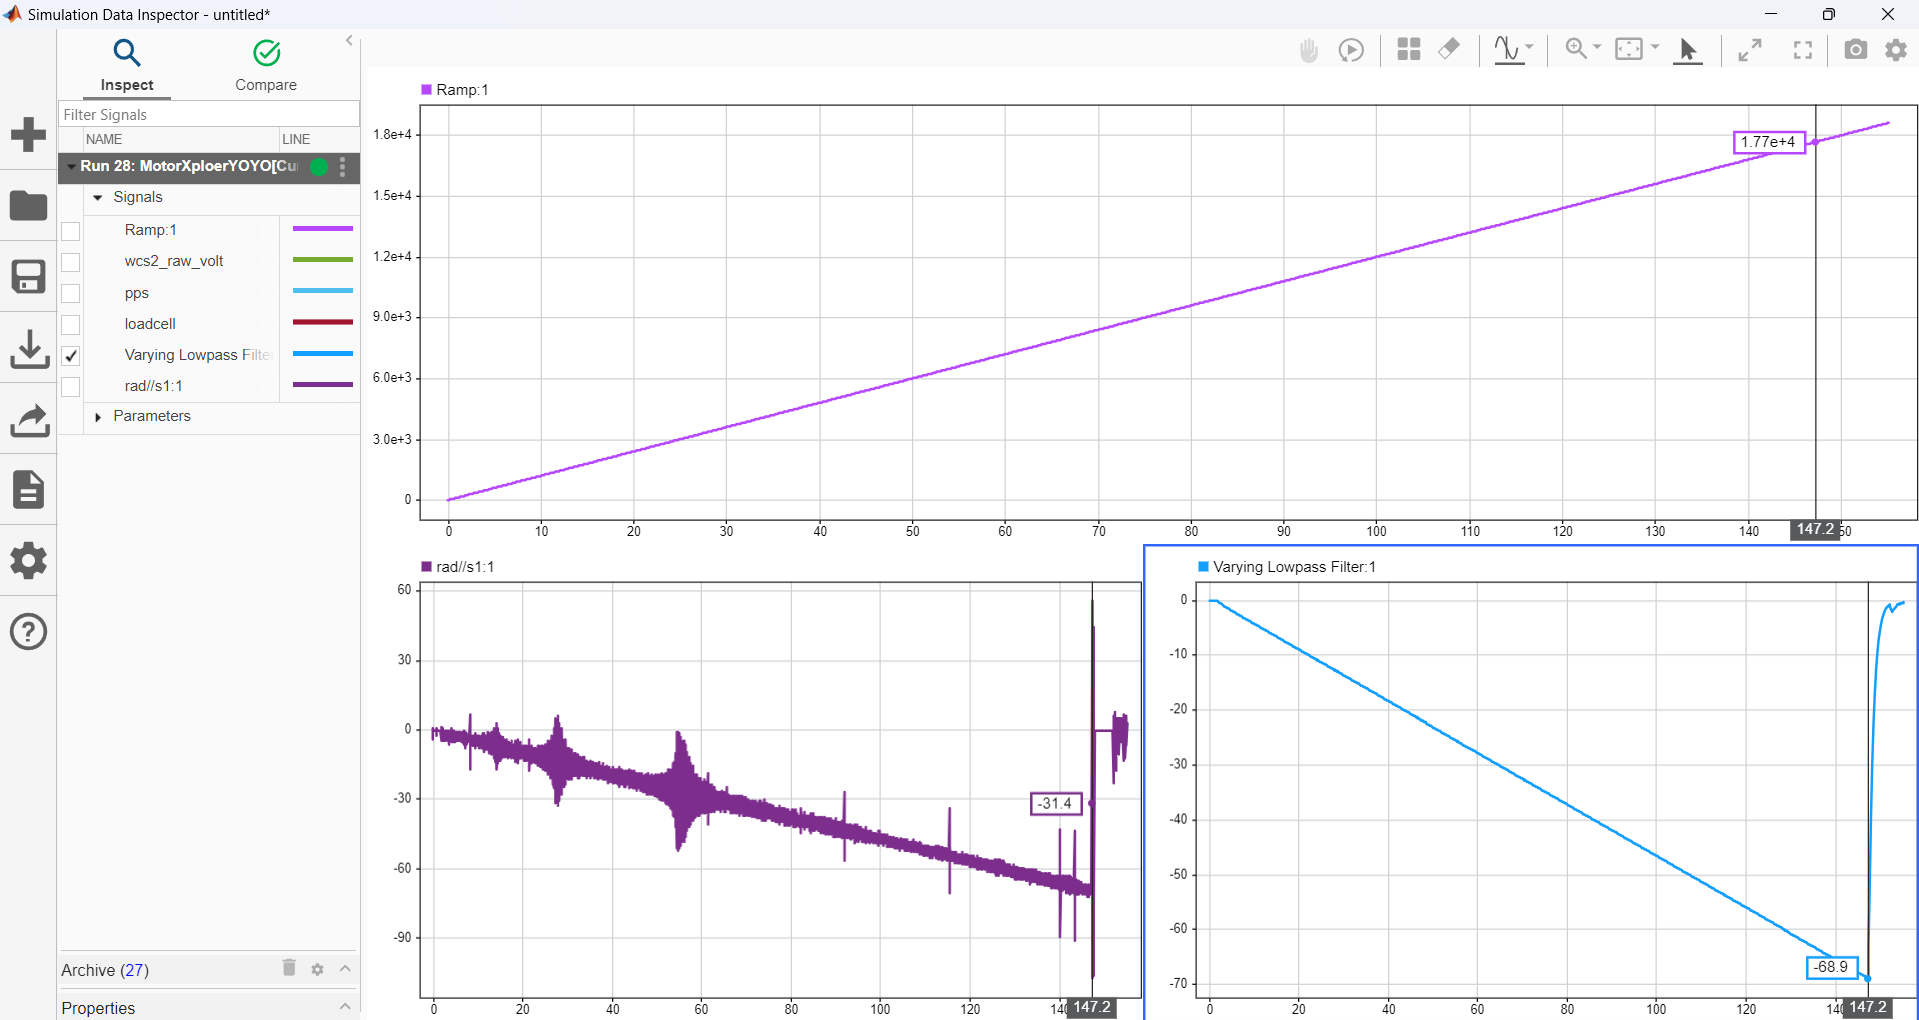 Simulation Data Inspector - untitled*
Inspect
Compare
Filter Signals
NAME
LINE
Run 28: MotorXploerYOYO[Cu
Signals
Ramp:1
wcs2_raw_volt
pps
loadcell
Varying Lowpass Filte
rad//s1:1
Parameters
Archive (27)
Properties
Ramp:1
1.8e+4
1.5e+4
1.2e+4
9.0e+3
6.0e+3
3.0e+3
0
1.77e+4
0 10 20 30 40 50 60 70 80 90 100 110 120 130 140 147.2
rad//s1:1
60
30
0
-30
-60
-90
-31.4
0 20 40 60 80 100 120 147.2
Varying Lowpass Filter:1
0
-10
-20
-30
-40
-50
-60
-70
-68.9
0 20 40 60 80 100 120 147.2